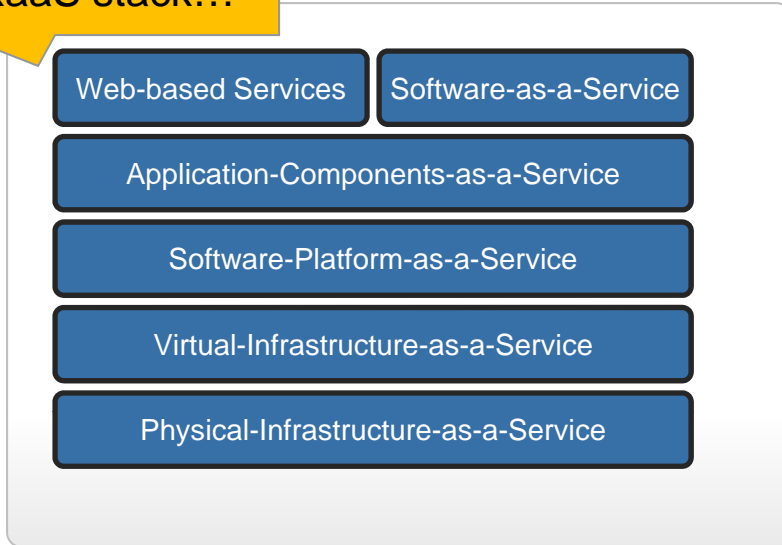 stack…
Web-based Services
Software-as-a-Service
Application-Components-as-a-Service
Software-Platform-as-a-Service
Virtual-Infrastructure-as-a-Service
Physical-Infrastructure-as-a-Service